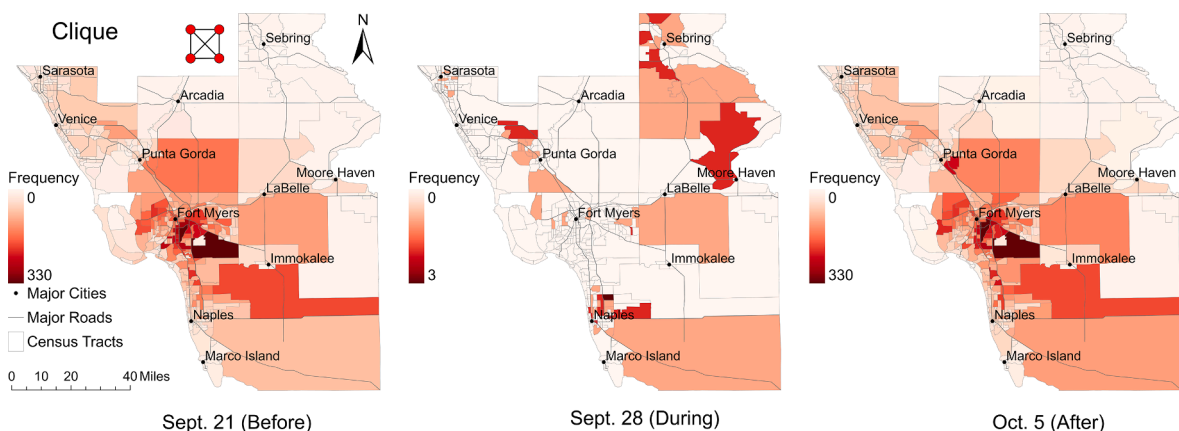 Clique
N
Sebring
Sarasota
Arcadia
Venice
Punta Gorda
Moore Haven
LaBelle
Fort Myers
Immokalee
Naples
Marco Island
Frequency
0
330
Major Cities
Major Roads
Census Tracts
0 10 20 40 Miles
Sept. 21 (Before)
Sebring
Sarasota
Arcadia
Venice
Punta Gorda
Moore Haven
LaBelle
Fort Myers
Immokalee
Naples
Marco Island
Frequency
0
3
Sept. 28 (During)
Sebring
Sarasota
Arcadia
Venice
Punta Gorda
Moore Haven
LaBelle
Fort Myers
Immokalee
Naples
Marco Island
Frequency
0
330
Oct. 5 (After)